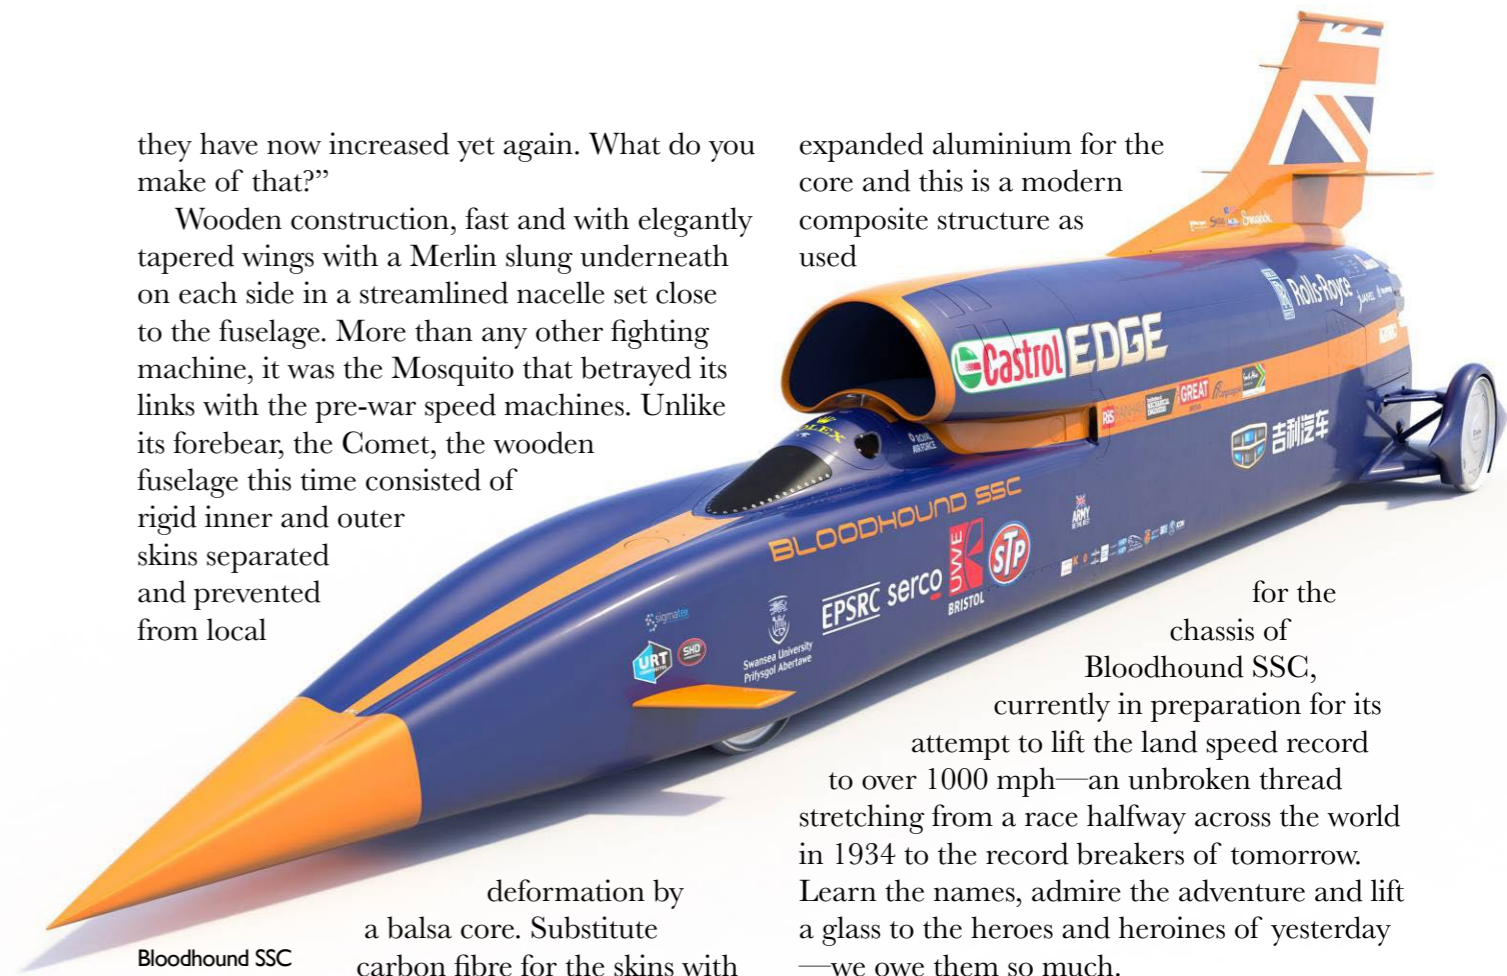 they have now increased yet again. What do you
make of that?”
Wooden construction, fast and with elegantly
tapered wings with a Merlin slung underneath
on each side in a streamlined nacelle set close
to the fuselage. More than any other fighting
machine, it was the Mosquito that betrayed its
links with the pre-war speed machines. Unlike
its forebear, the Comet, the wooden
fuselage this time consisted of
rigid inner and outer
skins separated
and prevented
from local
deformation by
a balsa core. Substitute
carbon fibre for the skins with
Bloodhound SSC
expanded aluminium for the
core and this is a modern
composite structure as
used
for the
chassis of
Bloodhound SSC,
currently in preparation for its
attempt to lift the land speed record
to over 1000 mph—an unbroken thread
stretching from a race halfway across the world
in 1934 to the record breakers of tomorrow.
Learn the names, admire the adventure and lift
a glass to the heroes and heroines of yesterday
—we owe them so much.
Rolls-Royce
Castrol EDGE
GREAT
吉利汽车
ROYAL
AIR FORCE
BLOODHOUND SSC
ARMY
BE THE BEST
EPSRC
serco
UWE
BRISTOL
STP
sigmatex
URT
SHD
Swansea University
Prifysgol Abertawe